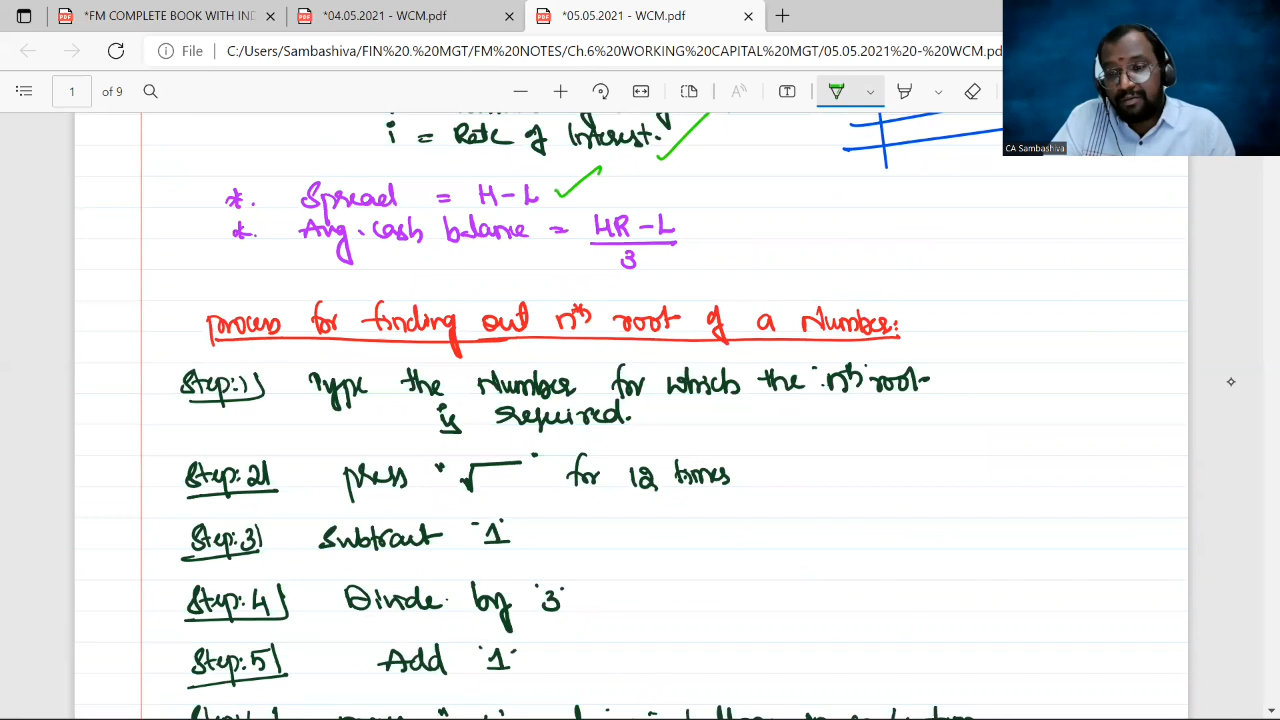 *FM COMPLETE BOOK WITH IND
*04.05.2021 - WCM.pdf
*05.05.2021 - WCM.pdf
File
C:/Users/Sambashiva/FIN%20.%20MGT/FM%20NOTES/Ch.6%20WORKING%20CAPITAL%20MGT/05.05.2021%20-%20WCM.pd
1 of 9
CA Sambashiva
i = Rate of Interest.
*. Spread = H-L
*. Avg. cash balance = 4R-L
3
process for finding out nth root of a Number:
Step:1) Type the Number for which the "nth" root
is required.
Step:2) press "√" for 12 times
Step:3) Subtract "1"
Step:4) Divide by "3"
Step:5) Add "1"